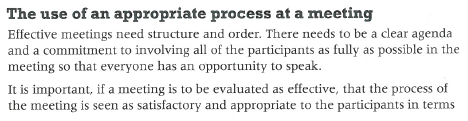 The use of an appropriate process at a meeting
Effective meetings need structure and order. There needs to be a clear agenda
and a commitment to involving all of the participants as fully as possible in the
meeting so that everyone has an opportunity to speak.
It is important, if a meeting is to be evaluated as effective, that the process of
the meeting is seen as satisfactory and appropriate to the participants in terms